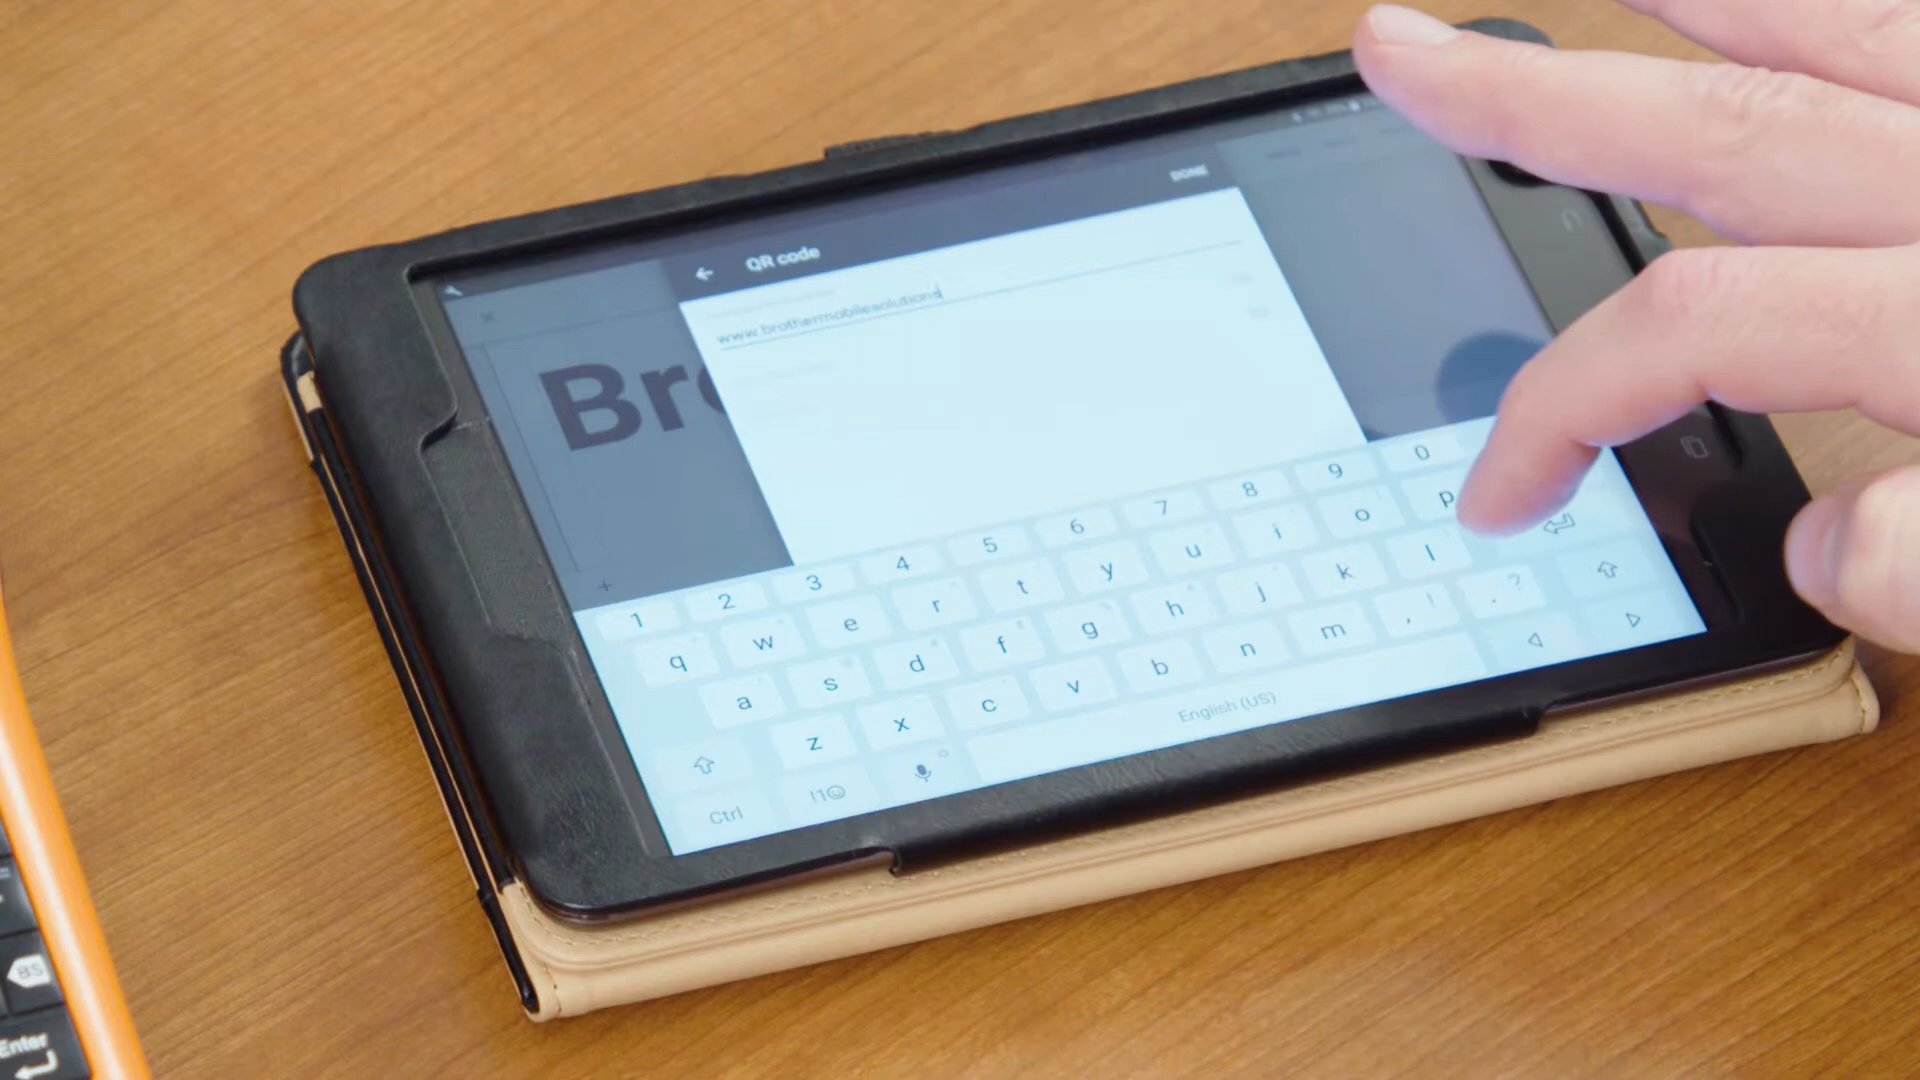 DONE
QR code
www.brothermobilesolutions
Bro
1 2 3 4 5 6 7 8 9 0
q w e r t y u i o p
a s d f g h j k l
z x c v b n m , ! . ?
Ctrl !1☺ English (US)
BS
Enter